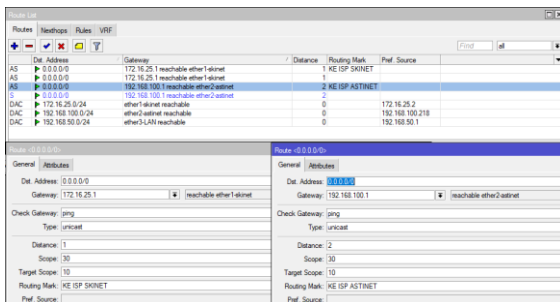 Route List
Routes Nexthops Rules VRF
Find all
Dst. Address Gateway Distance Routing Mark Pref. Source
AS 0.0.0.0/0 172.16.25.1 reachable ether1-skinet 1 KE ISP SKINET
AS 0.0.0.0/0 172.16.25.1 1
AS 0.0.0.0/0 192.168.100.1 reachable ether2-astinet 2 KE ISP ASTINET
S 0.0.0.0/0 192.168.100.1 reachable ether2-astinet 2
DAC 172.16.25.0/24 ether1-skinet reachable 0 172.16.25.2
DAC 192.168.100.0/24 ether2-astinet reachable 0 192.168.100.218
DAC 192.168.50.0/24 ether3-LAN reachable 0 192.168.50.1
Route <0.0.0.0/0>
General Attributes
Dst. Address: 0.0.0.0/0
Gateway: 172.16.25.1 reachable ether1-skinet
Check Gateway: ping
Type: unicast
Distance: 1
Scope: 30
Target Scope: 10
Routing Mark: KE ISP SKINET
Pref. Source:
Route <0.0.0.0/0>
General Attributes
Dst. Address: 0.0.0.0/0
Gateway: 192.168.100.1 reachable ether2-astinet
Check Gateway: ping
Type: unicast
Distance: 2
Scope: 30
Target Scope: 10
Routing Mark: KE ISP ASTINET
Pref. Source: